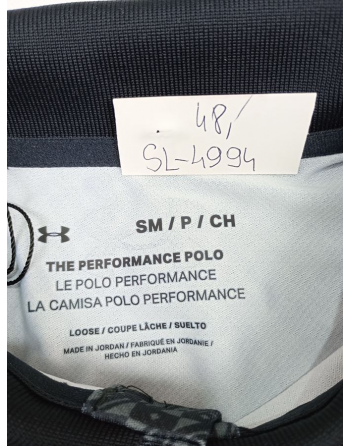 48,-
SL-4994
SM / P / CH
THE PERFORMANCE POLO
LE POLO PERFORMANCE
LA CAMISA POLO PERFORMANCE
LOOSE / COUPE LÂCHE / SUELTO
MADE IN JORDAN / FABRIQUÉ EN JORDANIE /
HECHO EN JORDANIA